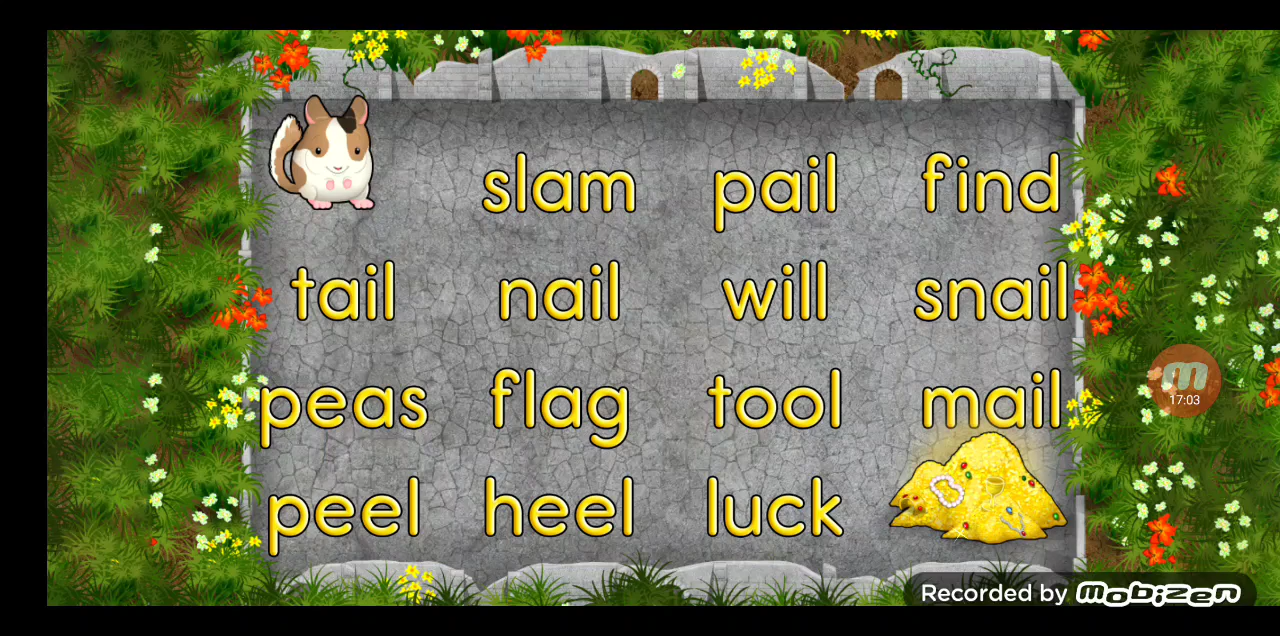 slam pail find
tail nail will snail
peas flag tool mail
17:03
peel heel luck
Recorded by Mobizen